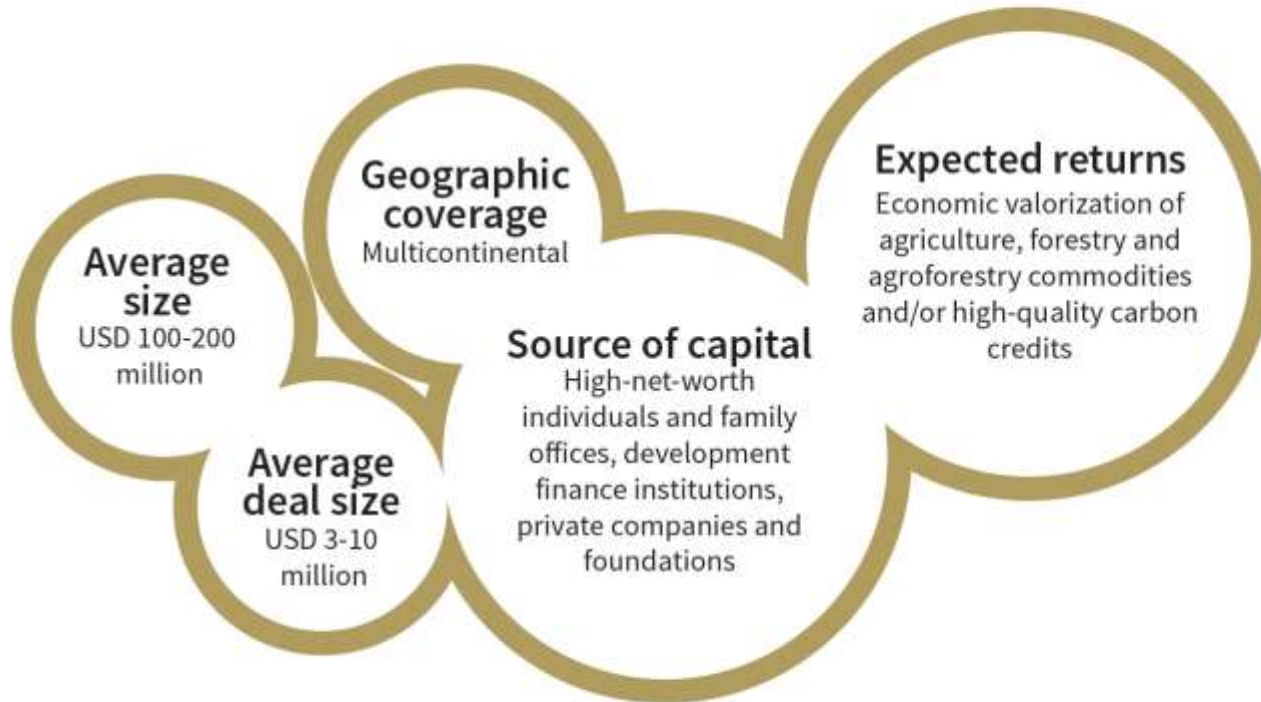 Average
size
USD 100-200
million
Average
deal size
USD 3-10
million
Geographic
coverage
Multicontinental
Source of capital
High-net-worth
individuals and family
offices, development
finance institutions,
private companies and
foundations
Expected returns
Economic valorization of
agriculture, forestry and
agroforestry commodities
and/or high-quality carbon
credits